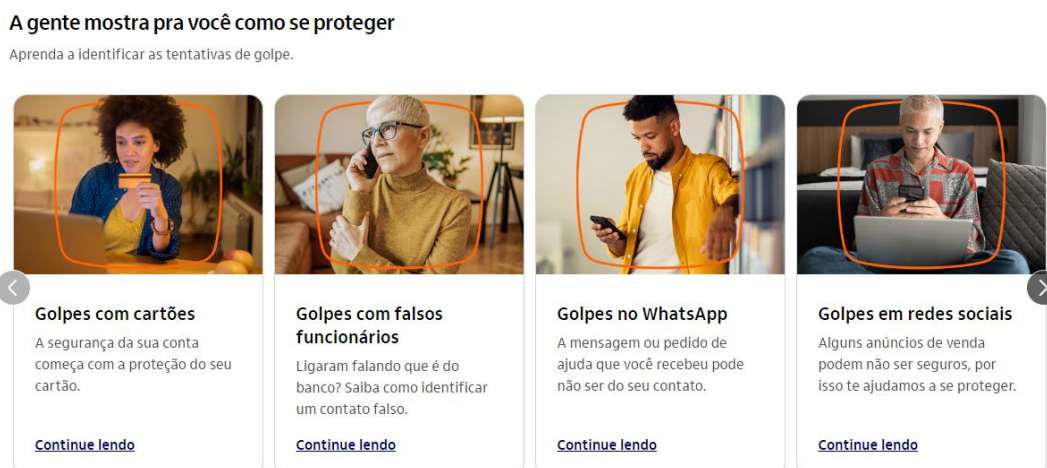 A gente mostra pra você como se proteger
Aprenda a identificar as tentativas de golpe.
Golpes com cartões
A segurança da sua conta
começa com a proteção do seu
cartão.
Continue lendo
Golpes com falsos
funcionários
Ligaram falando que é do
banco? Saiba como identificar
um contato falso.
Continue lendo
Golpes no WhatsApp
A mensagem ou pedido de
ajuda que você recebeu pode
não ser do seu contato.
Continue lendo
Golpes em redes sociais
Alguns anúncios de venda
podem não ser seguros, por
isso te ajudamos a se proteger.
Continue lendo